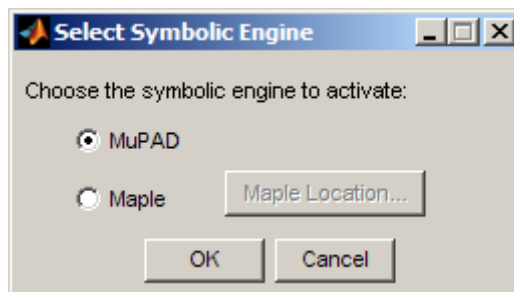 Select Symbolic Engine
Choose the symbolic engine to activate:
MuPAD
Maple Maple Location...
OK Cancel